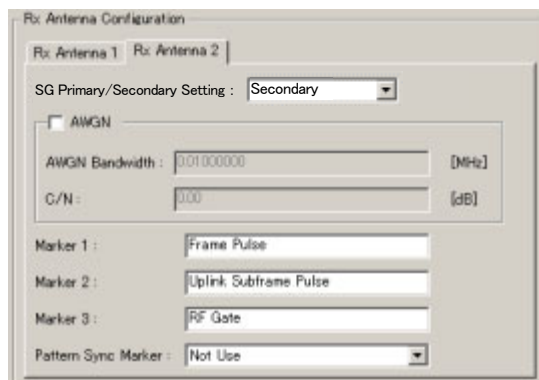 Rx Antenna Configuration
Rx Antenna 1 Rx Antenna 2
SG Primary/Secondary Setting : Secondary
AWGN
AWGN Bandwidth : 0.01000000 [MHz]
C/N : 0.00 [dB]
Marker 1 : Frame Pulse
Marker 2 : Uplink Subframe Pulse
Marker 3 : RF Gate
Pattern Sync Marker : Not Use